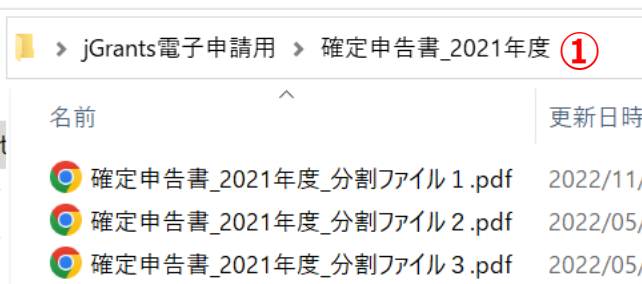 jGrants電子申請用 > 確定申告書_2021年度 ①
名前 更新日時
確定申告書_2021年度_分割ファイル１.pdf 2022/11/
確定申告書_2021年度_分割ファイル２.pdf 2022/05/
確定申告書_2021年度_分割ファイル３.pdf 2022/05/